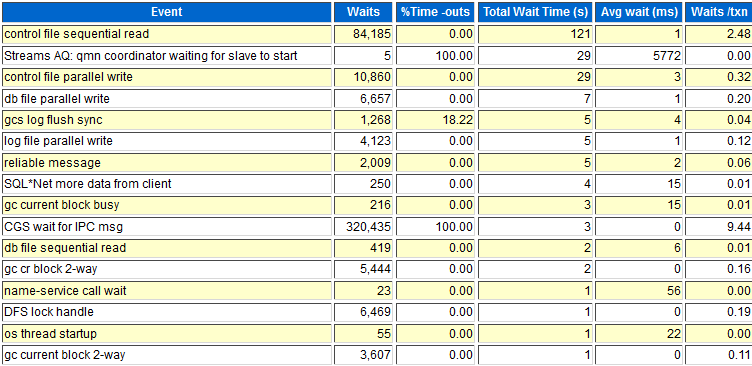 Event Waits %Time -outs Total Wait Time (s) Avg wait (ms) Waits /txn
control file sequential read 84,185 0.00 121 1 2.48
Streams AQ: qmn coordinator waiting for slave to start 5 100.00 29 5772 0.00
control file parallel write 10,860 0.00 29 3 0.32
db file parallel write 6,657 0.00 7 1 0.20
gcs log flush sync 1,268 18.22 5 4 0.04
log file parallel write 4,123 0.00 5 1 0.12
reliable message 2,009 0.00 5 2 0.06
SQL*Net more data from client 250 0.00 4 15 0.01
gc current block busy 216 0.00 3 15 0.01
CGS wait for IPC msg 320,435 100.00 3 0 9.44
db file sequential read 419 0.00 2 6 0.01
gc cr block 2-way 5,444 0.00 2 0 0.16
name-service call wait 23 0.00 1 56 0.00
DFS lock handle 6,469 0.00 1 0 0.19
os thread startup 55 0.00 1 22 0.00
gc current block 2-way 3,607 0.00 1 0 0.11